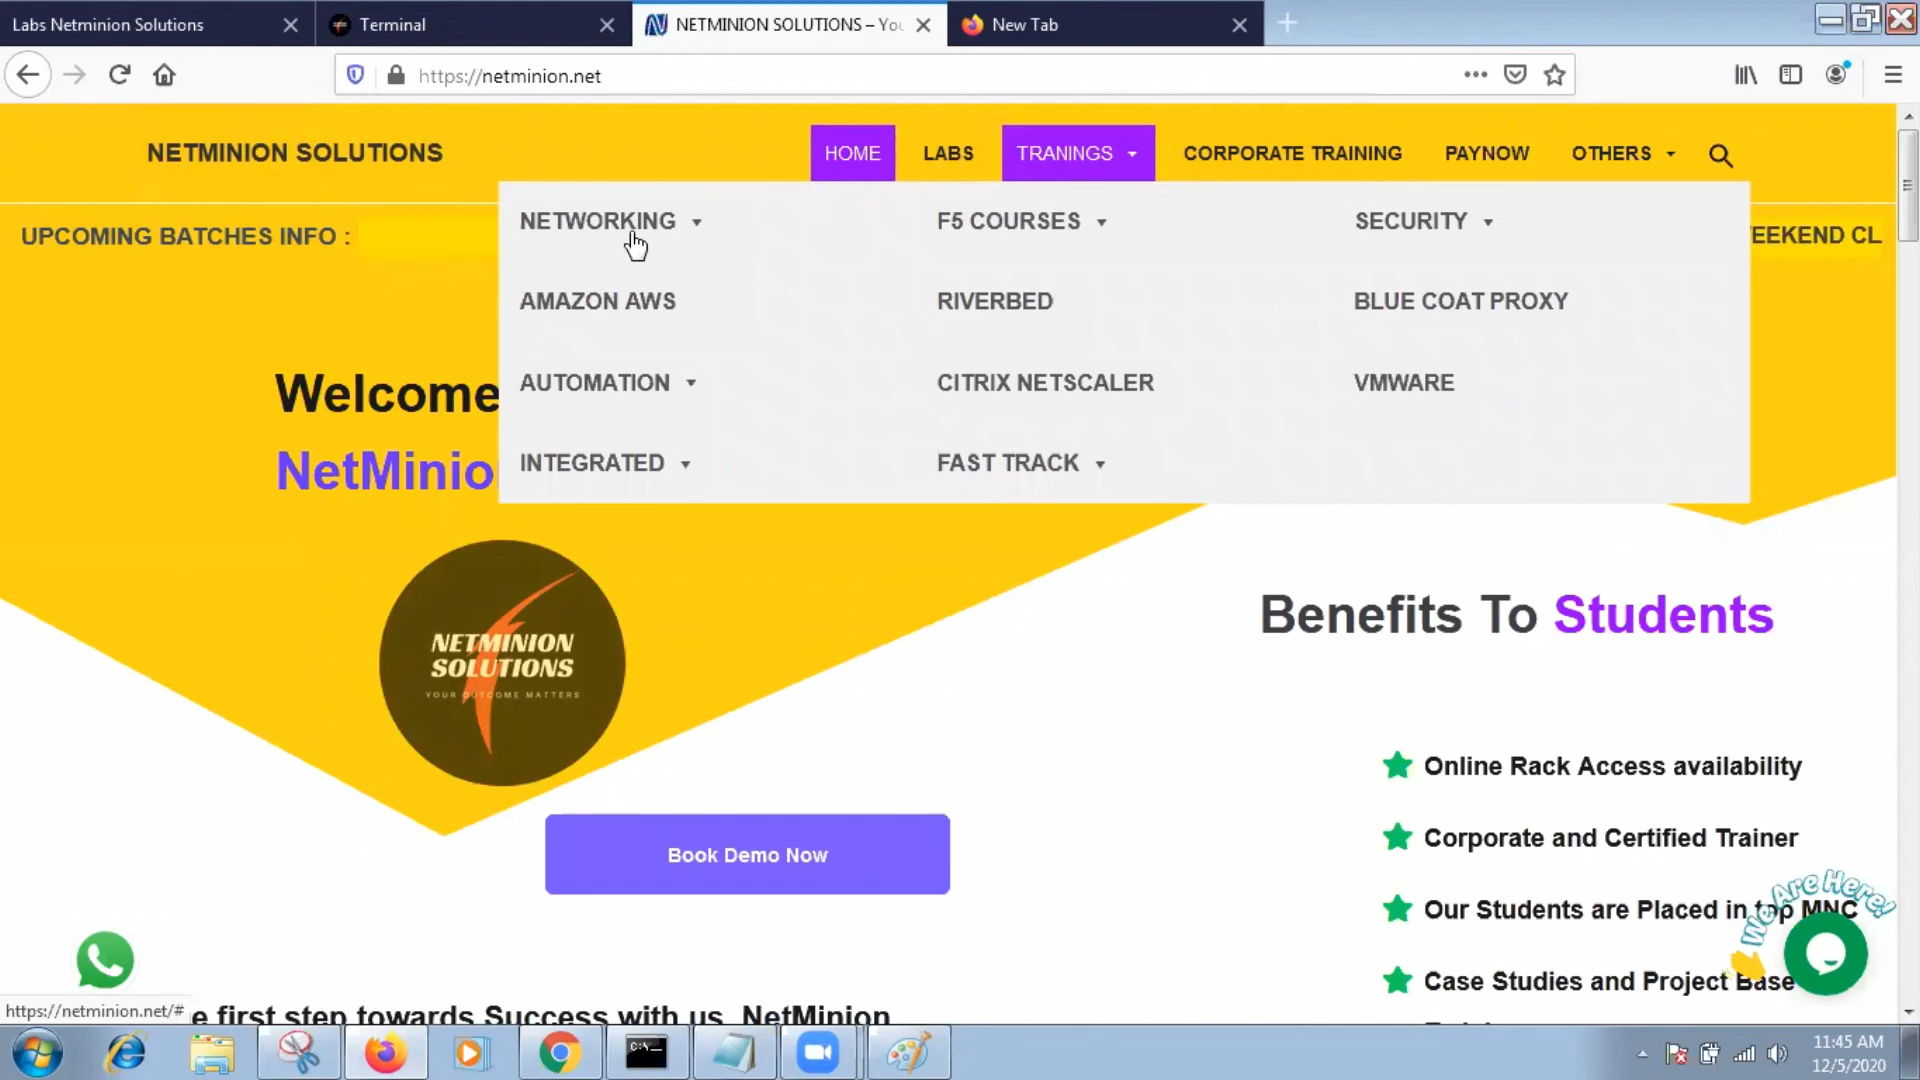 Labs Netminion Solutions
Terminal
NETMINION SOLUTIONS – You
New Tab
https://netminion.net
NETMINION SOLUTIONS
HOME
LABS
TRANINGS
CORPORATE TRAINING
PAYNOW
OTHERS
UPCOMING BATCHES INFO :
EEKEND CL
NETWORKING
F5 COURSES
SECURITY
AMAZON AWS
RIVERBED
BLUE COAT PROXY
AUTOMATION
CITRIX NETSCALER
VMWARE
INTEGRATED
FAST TRACK
Welcome
NetMinio
NETMINION
SOLUTIONS
YOUR OUTCOME MATTERS
Benefits To Students
Online Rack Access availability
Corporate and Certified Trainer
Our Students are Placed in top MNC
Case Studies and Project Base
We Are Here!
Book Demo Now
e first step towards Success with us. NetMinion
https://netminion.net/#
C:\_
11:45 AM
12/5/2020